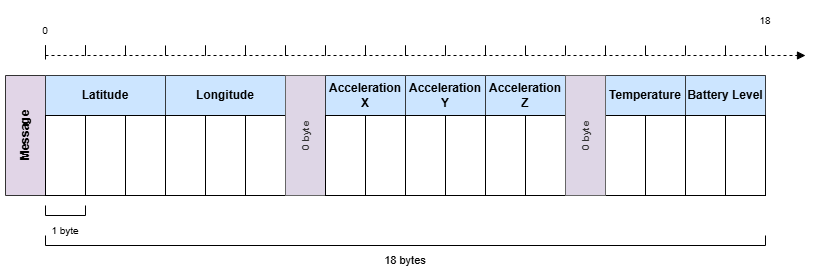 0
18
Message
Latitude
Longitude
0 byte
Acceleration
X
Acceleration
Y
Acceleration
Z
0 byte
Temperature
Battery Level
1 byte
18 bytes